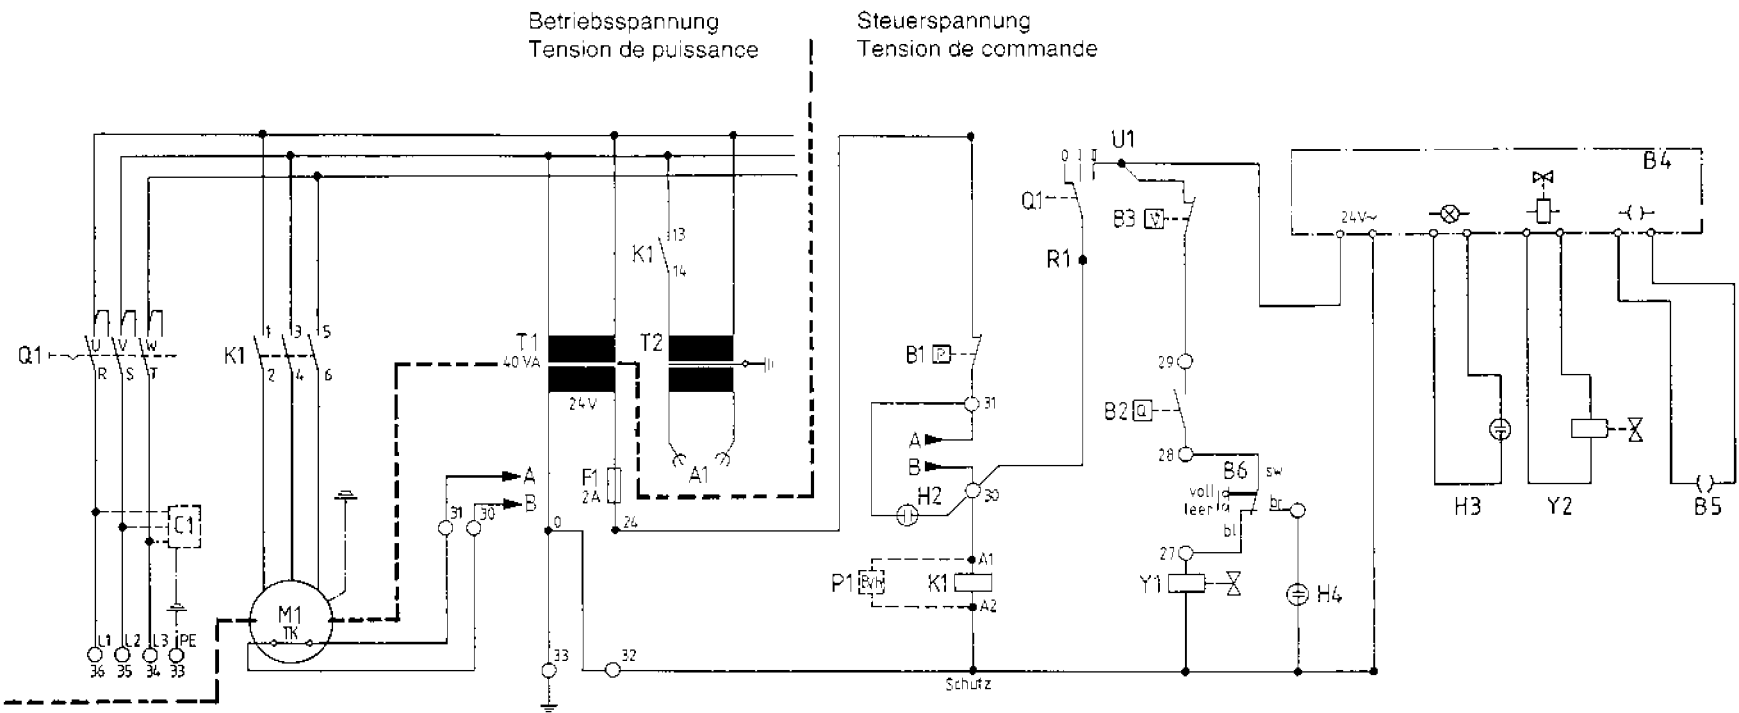 Betriebsspannung
Tension de puissance
Steuerspannung
Tension de commande
U1
B4
0 I II
Q1
B3
V
24V~
K1
13
14
R1
Q1
U V W
R S T
K1
1 3 5
2 4 6
T1
40VA
24V
T2
B1
P
29
31
B2
Q
A
B
28
B6
sw
voll
leer
br
bl
F1
2A
A1
A
B
H2
30
H3
Y2
B5
C1
31
30
0
24
27
P1
K1
A1
A2
Y1
H4
M1
TK
L1 L2 L3 PE
36 35 34 33
33
32
Schutz